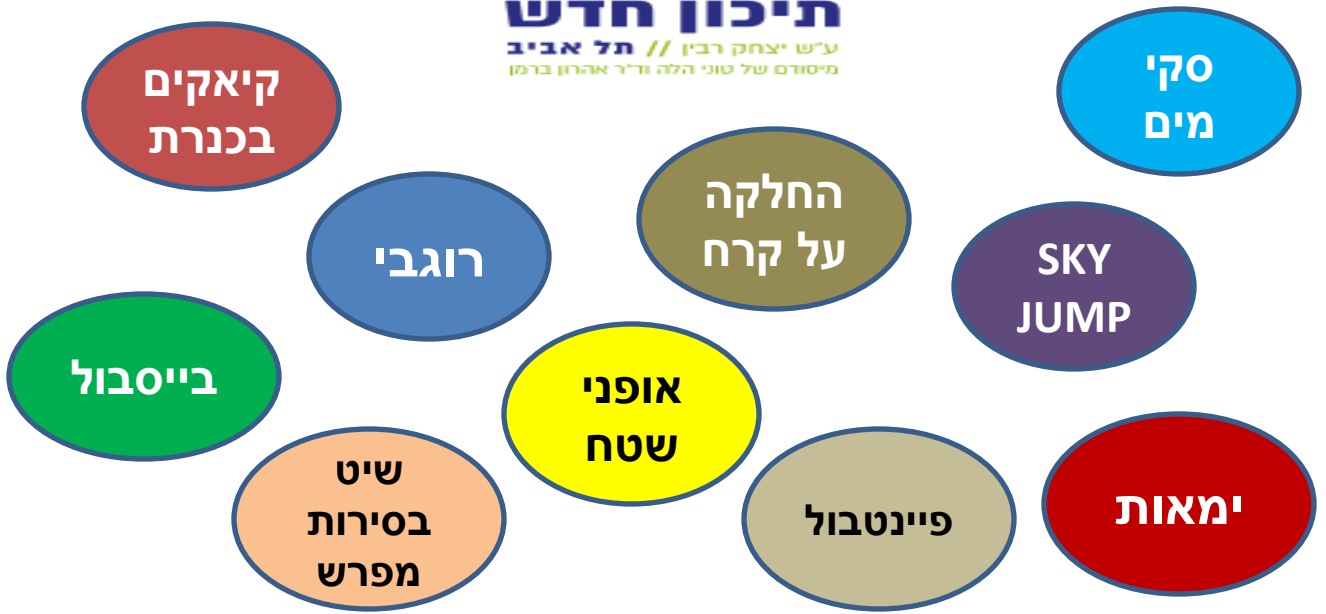 תיכון חדש
ע״ש יצחק רבין // תל אביב
מיסודם של טוני הלה וד״ר אהרון ברמן
סקי
מים
קיאקים
בכנרת
החלקה
על קרח
רוגבי
SKY
JUMP
בייסבול
אופני
שטח
ימאות
פיינטבול
שיט
בסירות
מפרש